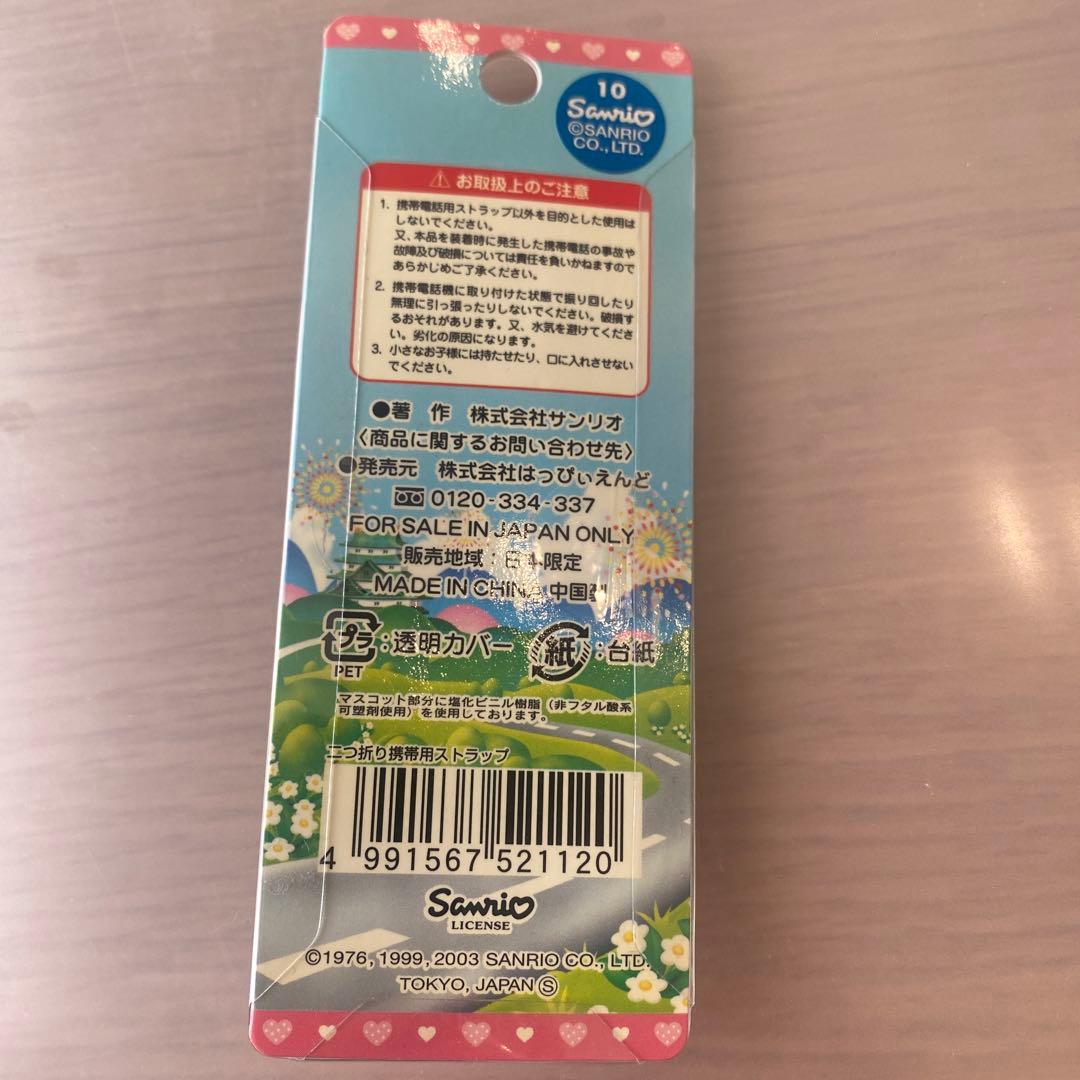 10
Sanrio
©SANRIO
CO.,LTD.
⚠お取扱上のご注意
1. 携帯電話用ストラップ以外を目的とした使用は
しないでください。
又、本品を装着時に発生した携帯電話の事故や
故障及び破損については責任を負いかねますので
あらかじめご了承ください。
2. 携帯電話機に取り付けた状態で振り回したり
無理に引っ張ったりしないでください。破損す
るおそれがあります。又、水気を避けてくださ
い。劣化の原因になります。
3. 小さなお子様には持たせたり、口に入れさせない
でください。
●著 作 株式会社サンリオ
〈商品に関するお問い合わせ先〉
●発売元 株式会社はっぴぃえんど
0120-334-337
FOR SALE IN JAPAN ONLY
販売地域:日本限定
MADE IN CHINA 中国製
プラ:透明カバー 紙:台紙
PET
マスコット部分に塩化ビニル樹脂(非フタル酸系
可塑剤使用)を使用しております。
二つ折り携帯用ストラップ
4 991567 521120
Sanrio
LICENSE
©1976, 1999, 2003 SANRIO CO., LTD.
TOKYO, JAPAN Ⓢ